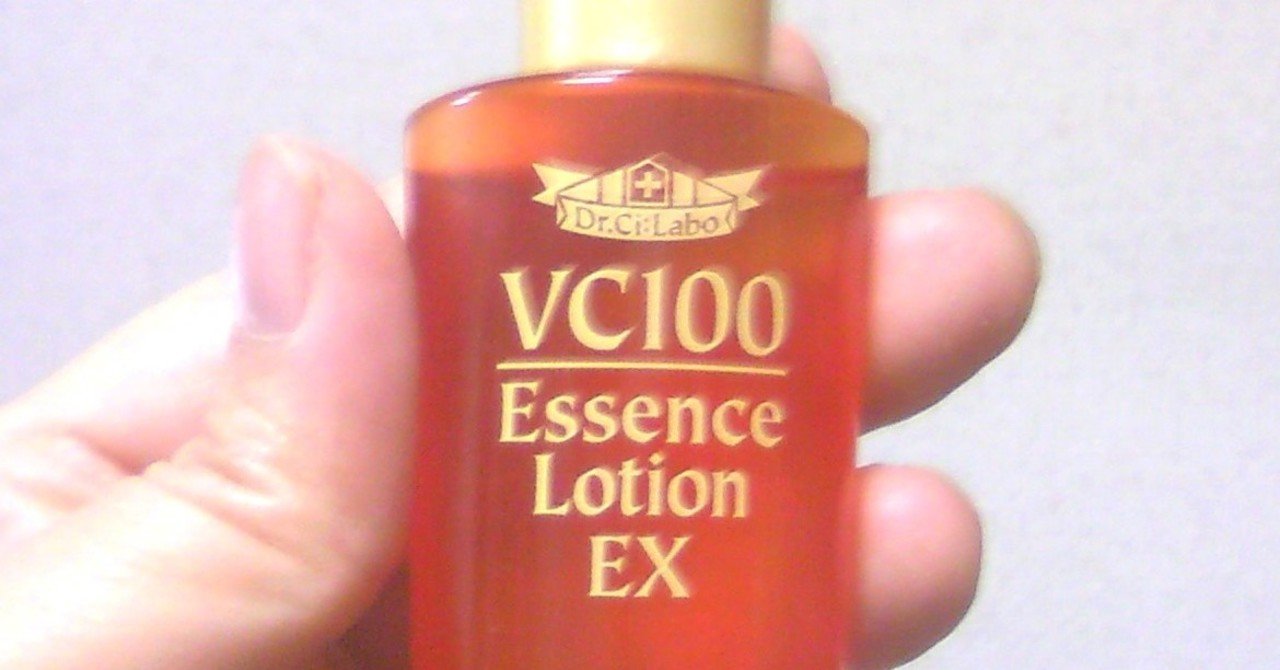 Dr.Ci:Labo
VC100
Essence
Lotion
EX